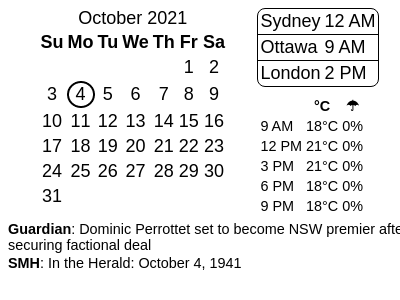 October 2021
Su Mo Tu We Th Fr Sa
1 2
3 4 5 6 7 8 9
10 11 12 13 14 15 16
17 18 19 20 21 22 23
24 25 26 27 28 29 30
31
Sydney 12 AM
Ottawa 9 AM
London 2 PM
°C ☂
9 AM 18°C 0%
12 PM 21°C 0%
3 PM 21°C 0%
6 PM 18°C 0%
9 PM 18°C 0%
Guardian: Dominic Perrottet set to become NSW premier afte
securing factional deal
SMH: In the Herald: October 4, 1941